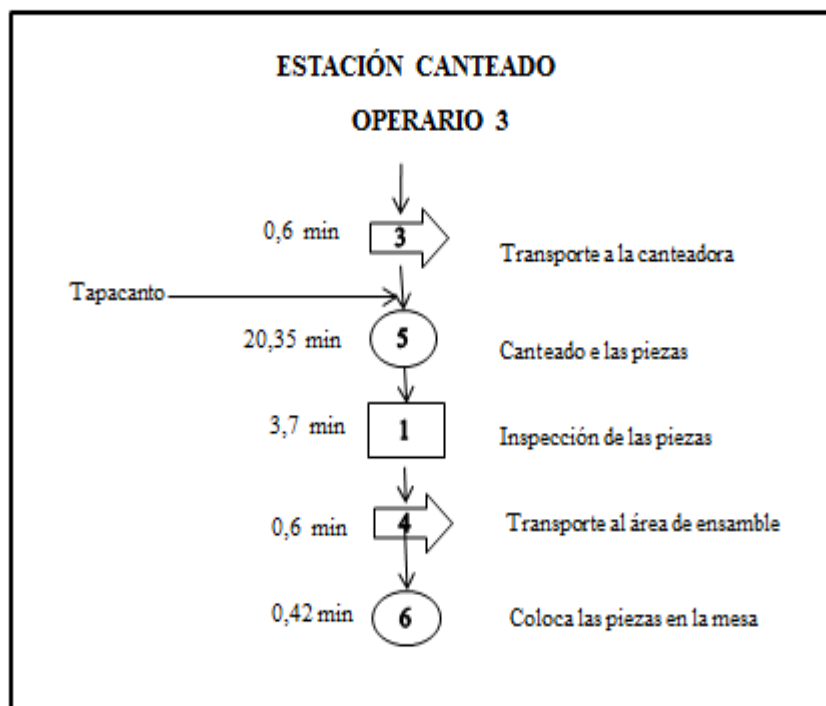 ESTACIÓN CANTEADO
OPERARIO 3
0,6 min
3
Transporte a la canteadora
Tapacanto
20,35 min
5
Canteado e las piezas
3,7 min
1
Inspección de las piezas
0,6 min
4
Transporte al área de ensamble
0,42 min
6
Coloca las piezas en la mesa